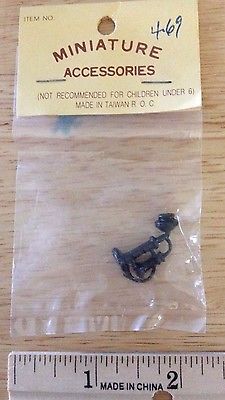 ITEM NO.
469
MINIATURE
ACCESSORIES
(NOT RECOMMENDED FOR CHILDREN UNDER 6)
MADE IN TAIWAN R. O. C
1 MADE IN CHINA 2